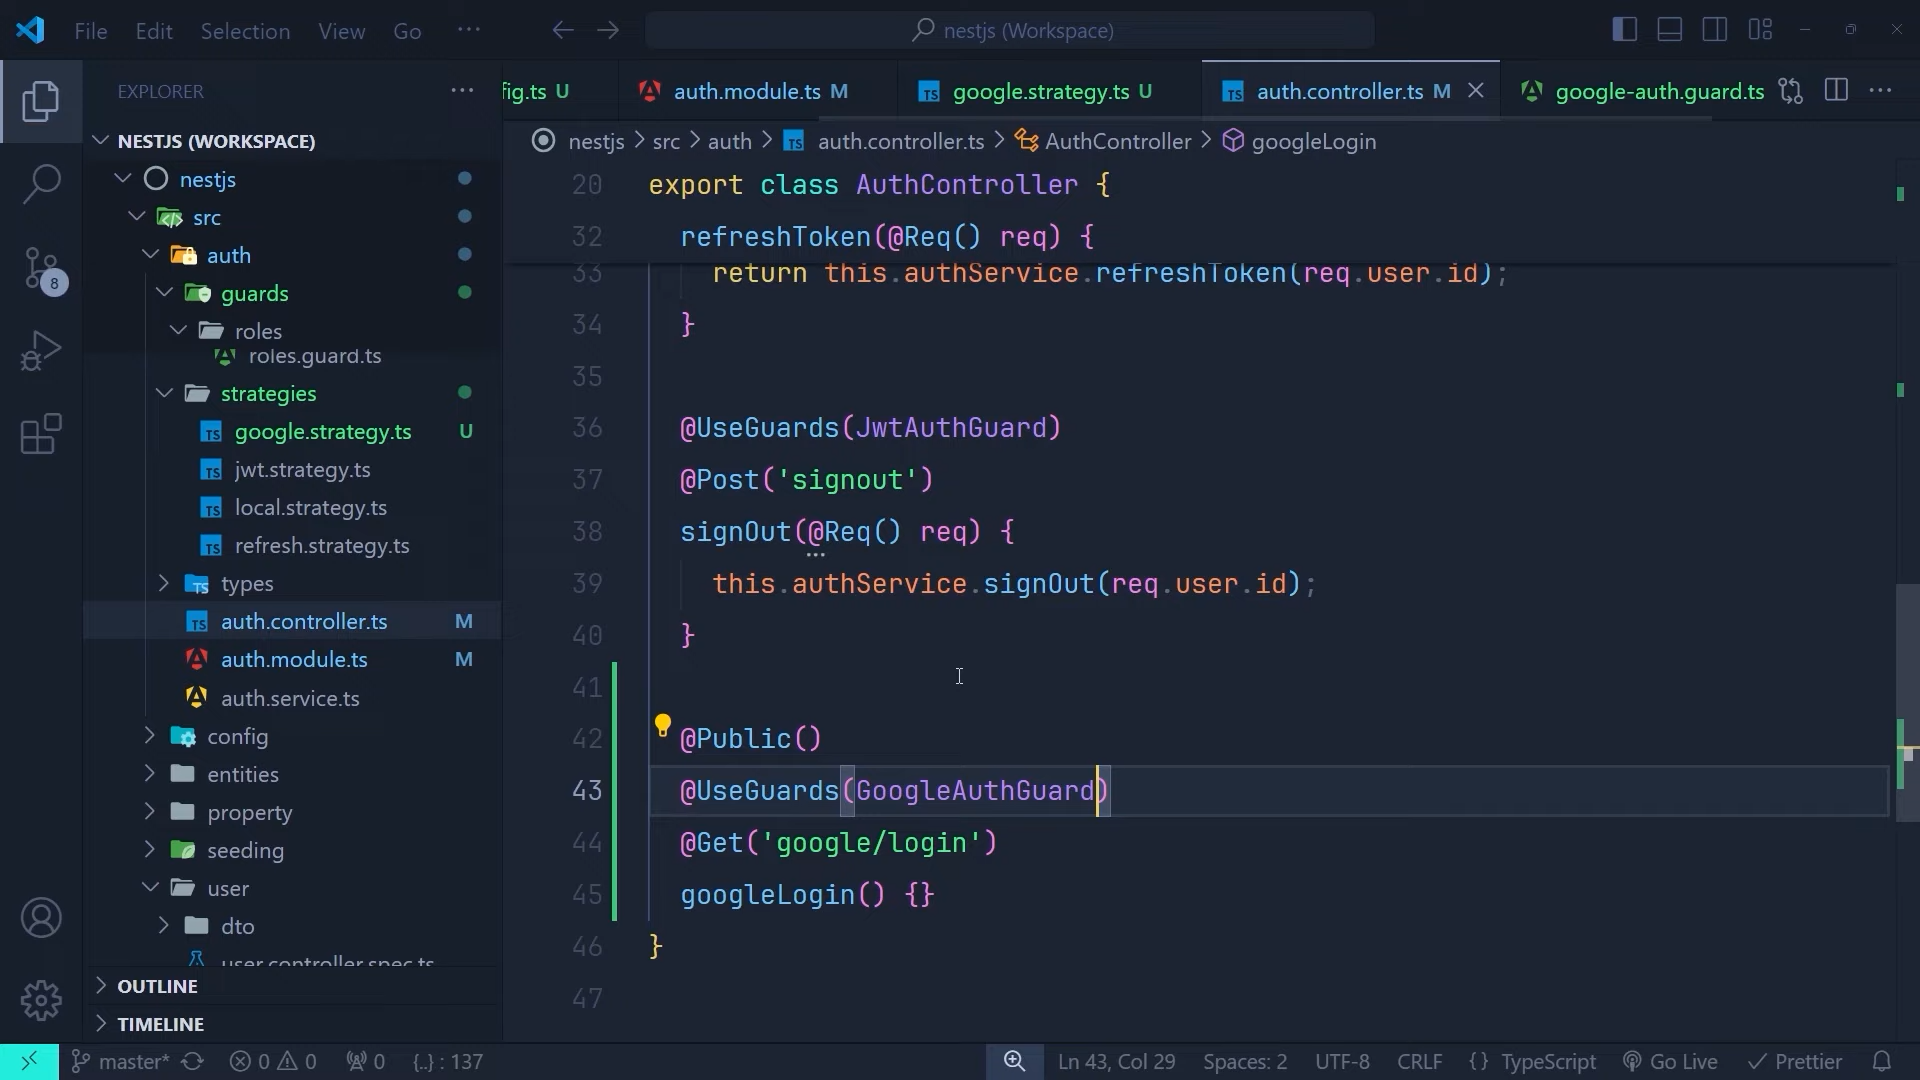 File Edit Selection View Go ···
nestjs (Workspace)
EXPLORER
NESTJS (WORKSPACE)
nestjs
src
auth
guards
roles
roles.guard.ts
strategies
google.strategy.ts U
jwt.strategy.ts
local.strategy.ts
refresh.strategy.ts
types
auth.controller.ts M
auth.module.ts M
auth.service.ts
config
entities
property
seeding
user
dto
user.controller.spec.ts
OUTLINE
TIMELINE
8
fig.ts U
auth.module.ts M
google.strategy.ts U
auth.controller.ts M
google-auth.guard.ts
nestjs > src > auth > auth.controller.ts > AuthController > googleLogin
20 export class AuthController {
32 refreshToken(@Req() req) {
33 return this.authService.refreshToken(req.user.id);
34 }
35
36 @UseGuards(JwtAuthGuard)
37 @Post('signout')
38 signOut(@Req() req) {
39 this.authService.signOut(req.user.id);
40 }
41
42 @Public()
43 @UseGuards(GoogleAuthGuard)
44 @Get('google/login')
45 googleLogin() {}
46 }
47
master* 0 0 0 {..} : 137
Ln 43, Col 29 Spaces: 2 UTF-8 CRLF {} TypeScript Go Live Prettier